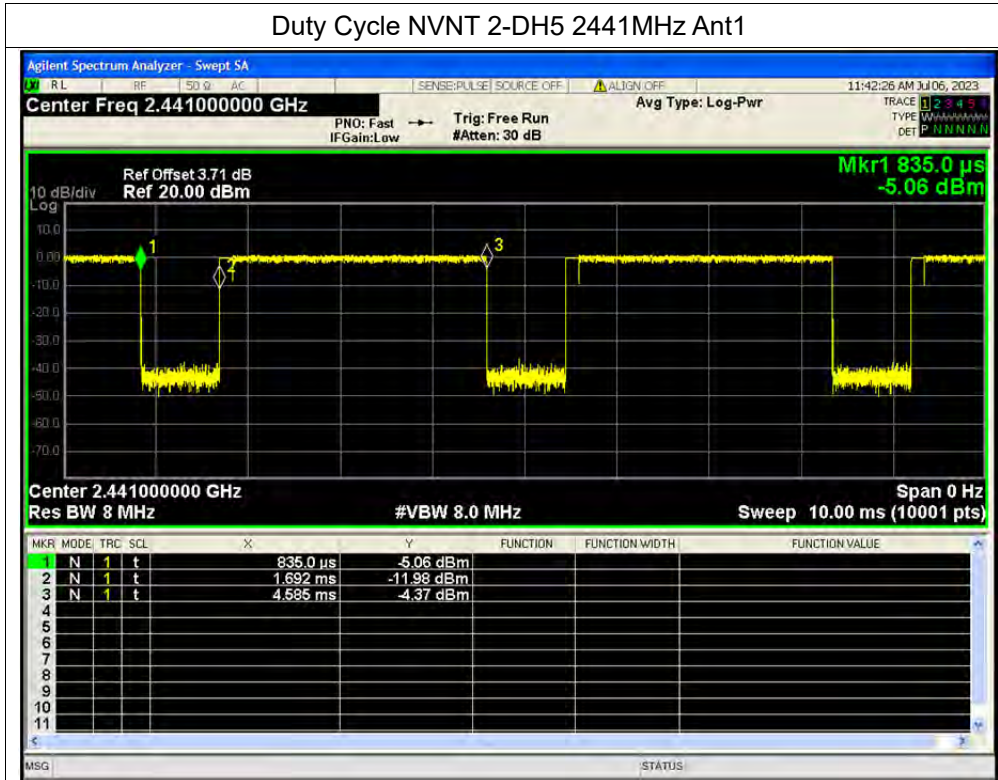 Duty Cycle NVNT 2-DH5 2441MHz Ant1
Agilent Spectrum Analyzer - Swept SA
RL RF 50 Ω AC SENSE:PULSE SOURCE OFF ALIGN OFF 11:42:26 AM Jul 06, 2023
Center Freq 2.441000000 GHz Avg Type: Log-Pwr TRACE 1 2 3 4 5 6
PNO: Fast Trig: Free Run TYPE
IFGain:Low #Atten: 30 dB DET P N N N N N
Mkr1 835.0 µs
Ref Offset 3.71 dB
10 dB/div Ref 20.00 dBm -5.06 dBm
Log
10.0
0.00
-10.0
-20.0
-30.0
-40.0
-50.0
-60.0
-70.0
1
2
3
Center 2.441000000 GHz Span 0 Hz
Res BW 8 MHz #VBW 8.0 MHz Sweep 10.00 ms (10001 pts)
MKR MODE TRC SCL X Y FUNCTION FUNCTION WIDTH FUNCTION VALUE
1 N 1 t 835.0 µs -5.06 dBm
2 N 1 t 1.692 ms -11.98 dBm
3 N 1 t 4.585 ms -4.37 dBm
4
5
6
7
8
9
10
11
MSG STATUS